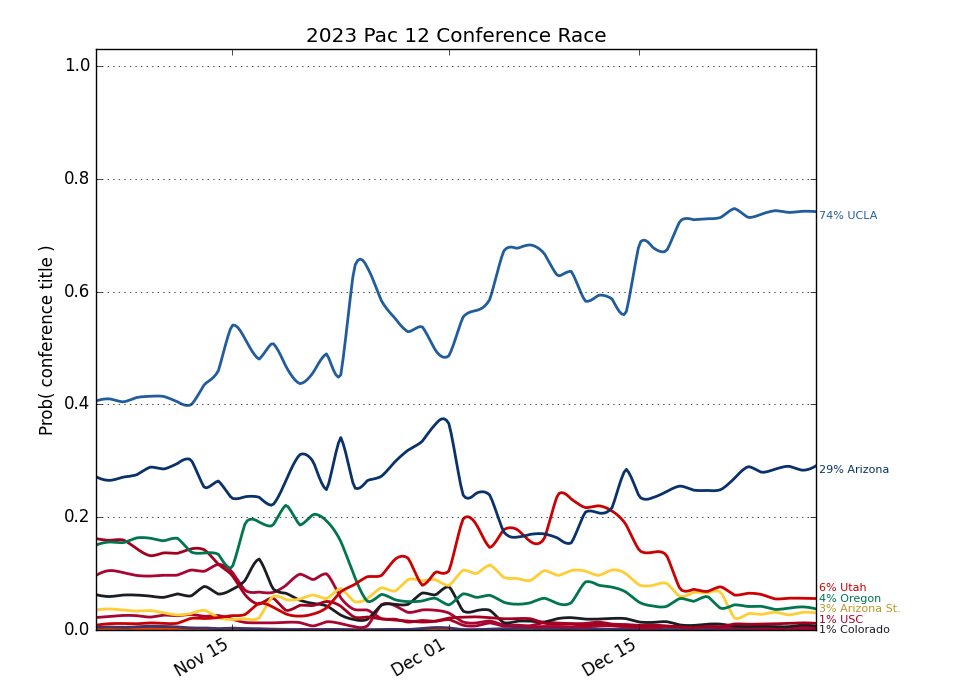 2023 Pac 12 Conference Race
Prob( conference title )
1.0
0.8
0.6
0.4
0.2
0.0
Nov 15
Dec 01
Dec 15
74% UCLA
29% Arizona
6% Utah
4% Oregon
3% Arizona St.
1% USC
1% Colorado